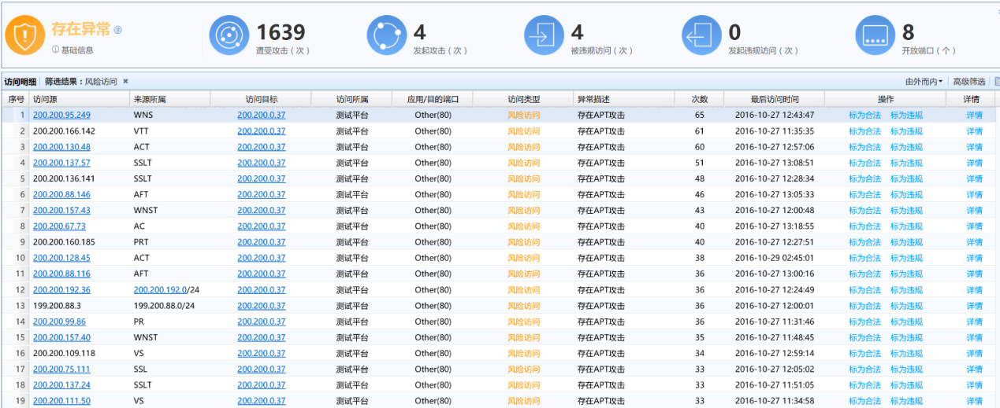 存在异常
基础信息
1639
遭受攻击（次）
4
发起攻击（次）
4
被违规访问（次）
0
发起违规访问（次）
8
开放端口（个）
访问明细 筛选结果：风险访问 × 由外而内 高级筛选
序号 访问源 来源所属 访问目标 访问所属 应用/目的端口 访问类型 异常描述 次数 最后访问时间 操作 详情
1 200.200.95.249 WNS 200.200.0.37 测试平台 Other(80) 风险访问 存在APT攻击 65 2016-10-27 12:43:47 标为合法 标为违规 详情
2 200.200.166.142 VTT 200.200.0.37 测试平台 Other(80) 风险访问 存在APT攻击 61 2016-10-27 11:35:35 标为合法 标为违规 详情
3 200.200.130.48 ACT 200.200.0.37 测试平台 Other(80) 风险访问 存在APT攻击 60 2016-10-27 12:57:06 标为合法 标为违规 详情
4 200.200.137.57 SSLT 200.200.0.37 测试平台 Other(80) 风险访问 存在APT攻击 51 2016-10-27 13:08:51 标为合法 标为违规 详情
5 200.200.136.141 SSLT 200.200.0.37 测试平台 Other(80) 风险访问 存在APT攻击 48 2016-10-27 12:28:34 标为合法 标为违规 详情
6 200.200.88.146 AFT 200.200.0.37 测试平台 Other(80) 风险访问 存在APT攻击 46 2016-10-27 13:05:33 标为合法 标为违规 详情
7 200.200.157.43 WNST 200.200.0.37 测试平台 Other(80) 风险访问 存在APT攻击 43 2016-10-27 12:00:48 标为合法 标为违规 详情
8 200.200.67.73 AC 200.200.0.37 测试平台 Other(80) 风险访问 存在APT攻击 40 2016-10-27 13:18:55 标为合法 标为违规 详情
9 200.200.160.185 PRT 200.200.0.37 测试平台 Other(80) 风险访问 存在APT攻击 40 2016-10-27 12:27:51 标为合法 标为违规 详情
10 200.200.128.45 ACT 200.200.0.37 测试平台 Other(80) 风险访问 存在APT攻击 38 2016-10-29 02:45:01 标为合法 标为违规 详情
11 200.200.88.116 AFT 200.200.0.37 测试平台 Other(80) 风险访问 存在APT攻击 36 2016-10-27 13:00:16 标为合法 标为违规 详情
12 200.200.192.36 200.200.192.0/24 200.200.0.37 测试平台 Other(80) 风险访问 存在APT攻击 36 2016-10-27 12:24:49 标为合法 标为违规 详情
13 199.200.88.3 199.200.88.0/24 200.200.0.37 测试平台 Other(80) 风险访问 存在APT攻击 36 2016-10-27 12:00:01 标为合法 标为违规 详情
14 200.200.99.86 PR 200.200.0.37 测试平台 Other(80) 风险访问 存在APT攻击 36 2016-10-27 11:31:46 标为合法 标为违规 详情
15 200.200.157.40 WNST 200.200.0.37 测试平台 Other(80) 风险访问 存在APT攻击 35 2016-10-27 11:48:45 标为合法 标为违规 详情
16 200.200.109.118 VS 200.200.0.37 测试平台 Other(80) 风险访问 存在APT攻击 34 2016-10-27 12:59:14 标为合法 标为违规 详情
17 200.200.75.111 SSL 200.200.0.37 测试平台 Other(80) 风险访问 存在APT攻击 33 2016-10-27 12:05:02 标为合法 标为违规 详情
18 200.200.137.24 SSLT 200.200.0.37 测试平台 Other(80) 风险访问 存在APT攻击 33 2016-10-27 11:51:05 标为合法 标为违规 详情
19 200.200.111.50 VS 200.200.0.37 测试平台 Other(80) 风险访问 存在APT攻击 33 2016-10-27 11:34:58 标为合法 标为违规 详情